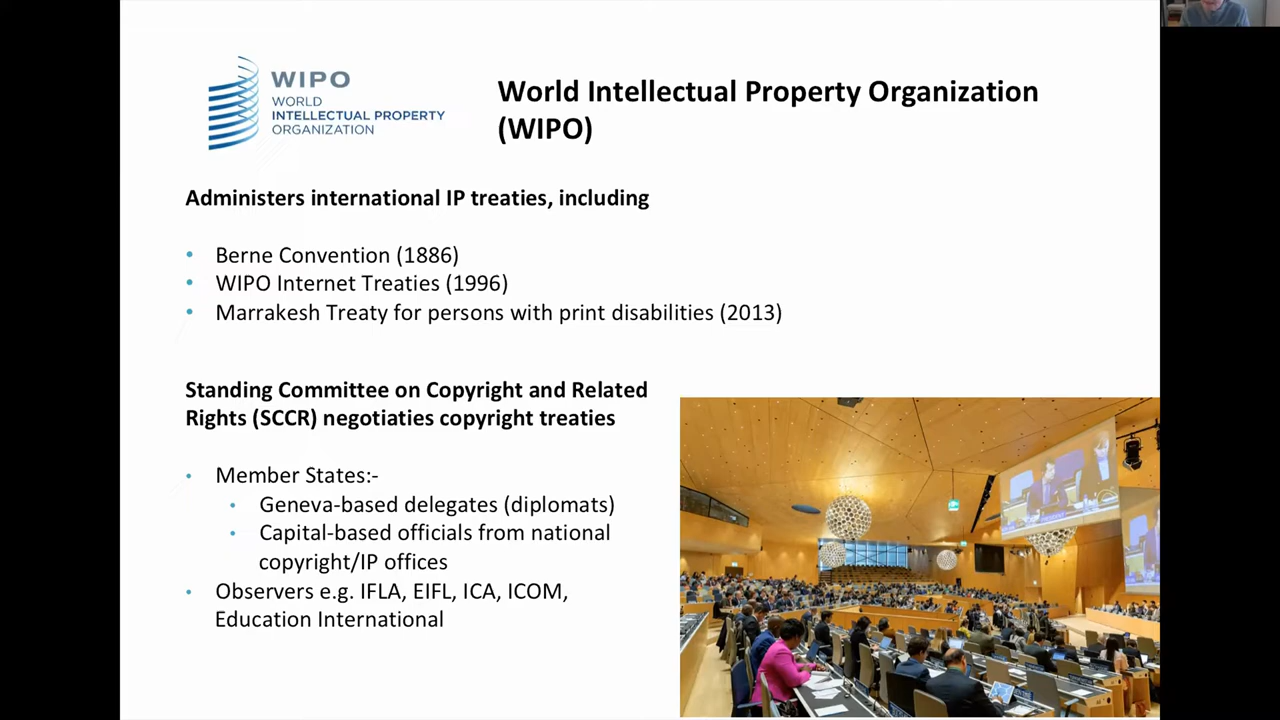 WIPO
WORLD
INTELLECTUAL PROPERTY
ORGANIZATION
World Intellectual Property Organization
(WIPO)
Administers international IP treaties, including
• Berne Convention (1886)
• WIPO Internet Treaties (1996)
• Marrakesh Treaty for persons with print disabilities (2013)
Standing Committee on Copyright and Related
Rights (SCCR) negotiaties copyright treaties
• Member States:-
• Geneva-based delegates (diplomats)
• Capital-based officials from national
copyright/IP offices
• Observers e.g. IFLA, EIFL, ICA, ICOM,
Education International